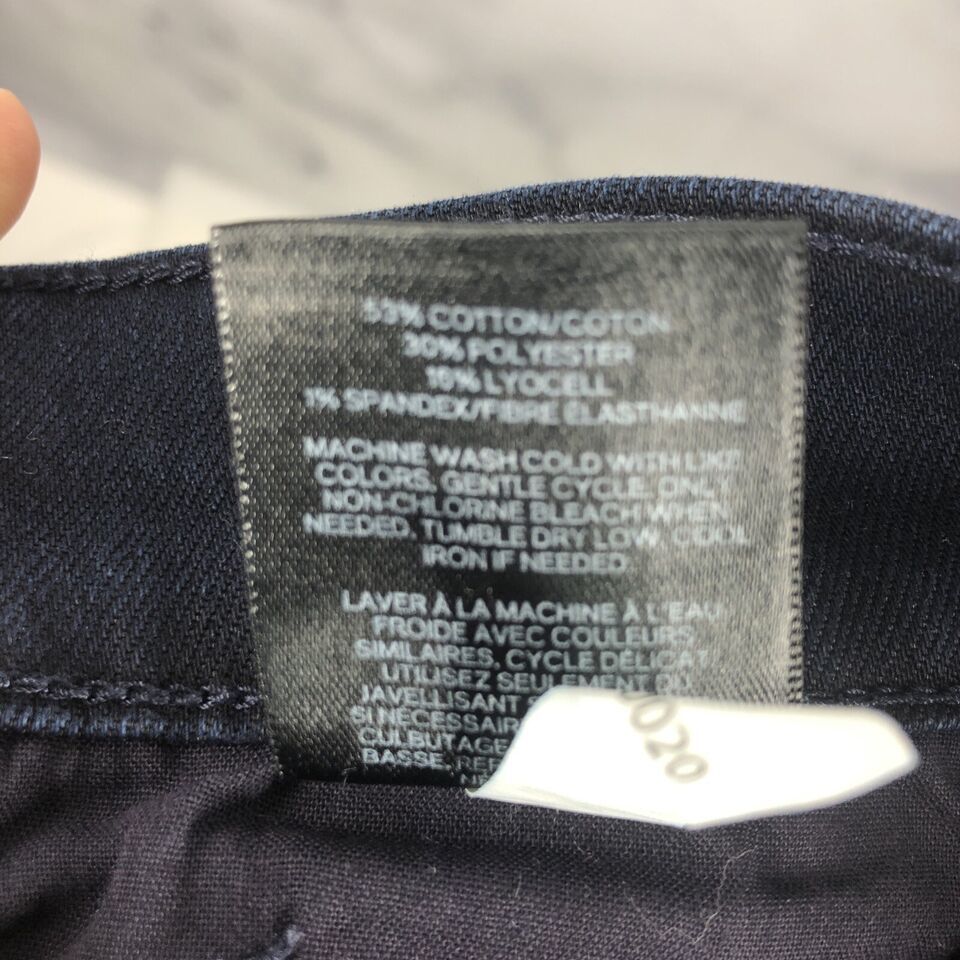 53% COTTON/COTON
30% POLYESTER
16% LYOCELL
1% SPANDEX/FIBRE ÉLASTHANNE
MACHINE WASH COLD WITH LIKE
COLORS, GENTLE CYCLE. ONLY
NON-CHLORINE BLEACH WHEN
NEEDED. TUMBLE DRY LOW. COOL
IRON IF NEEDED
LAVER À LA MACHINE À L'EAU
FROIDE AVEC COULEURS
SIMILAIRES, CYCLE DÉLICAT.
UTILISEZ SEULEMENT DU
JAVELLISANT
SI NÉCESSAIR
CULBUTAGE
BASSE. REP
2020